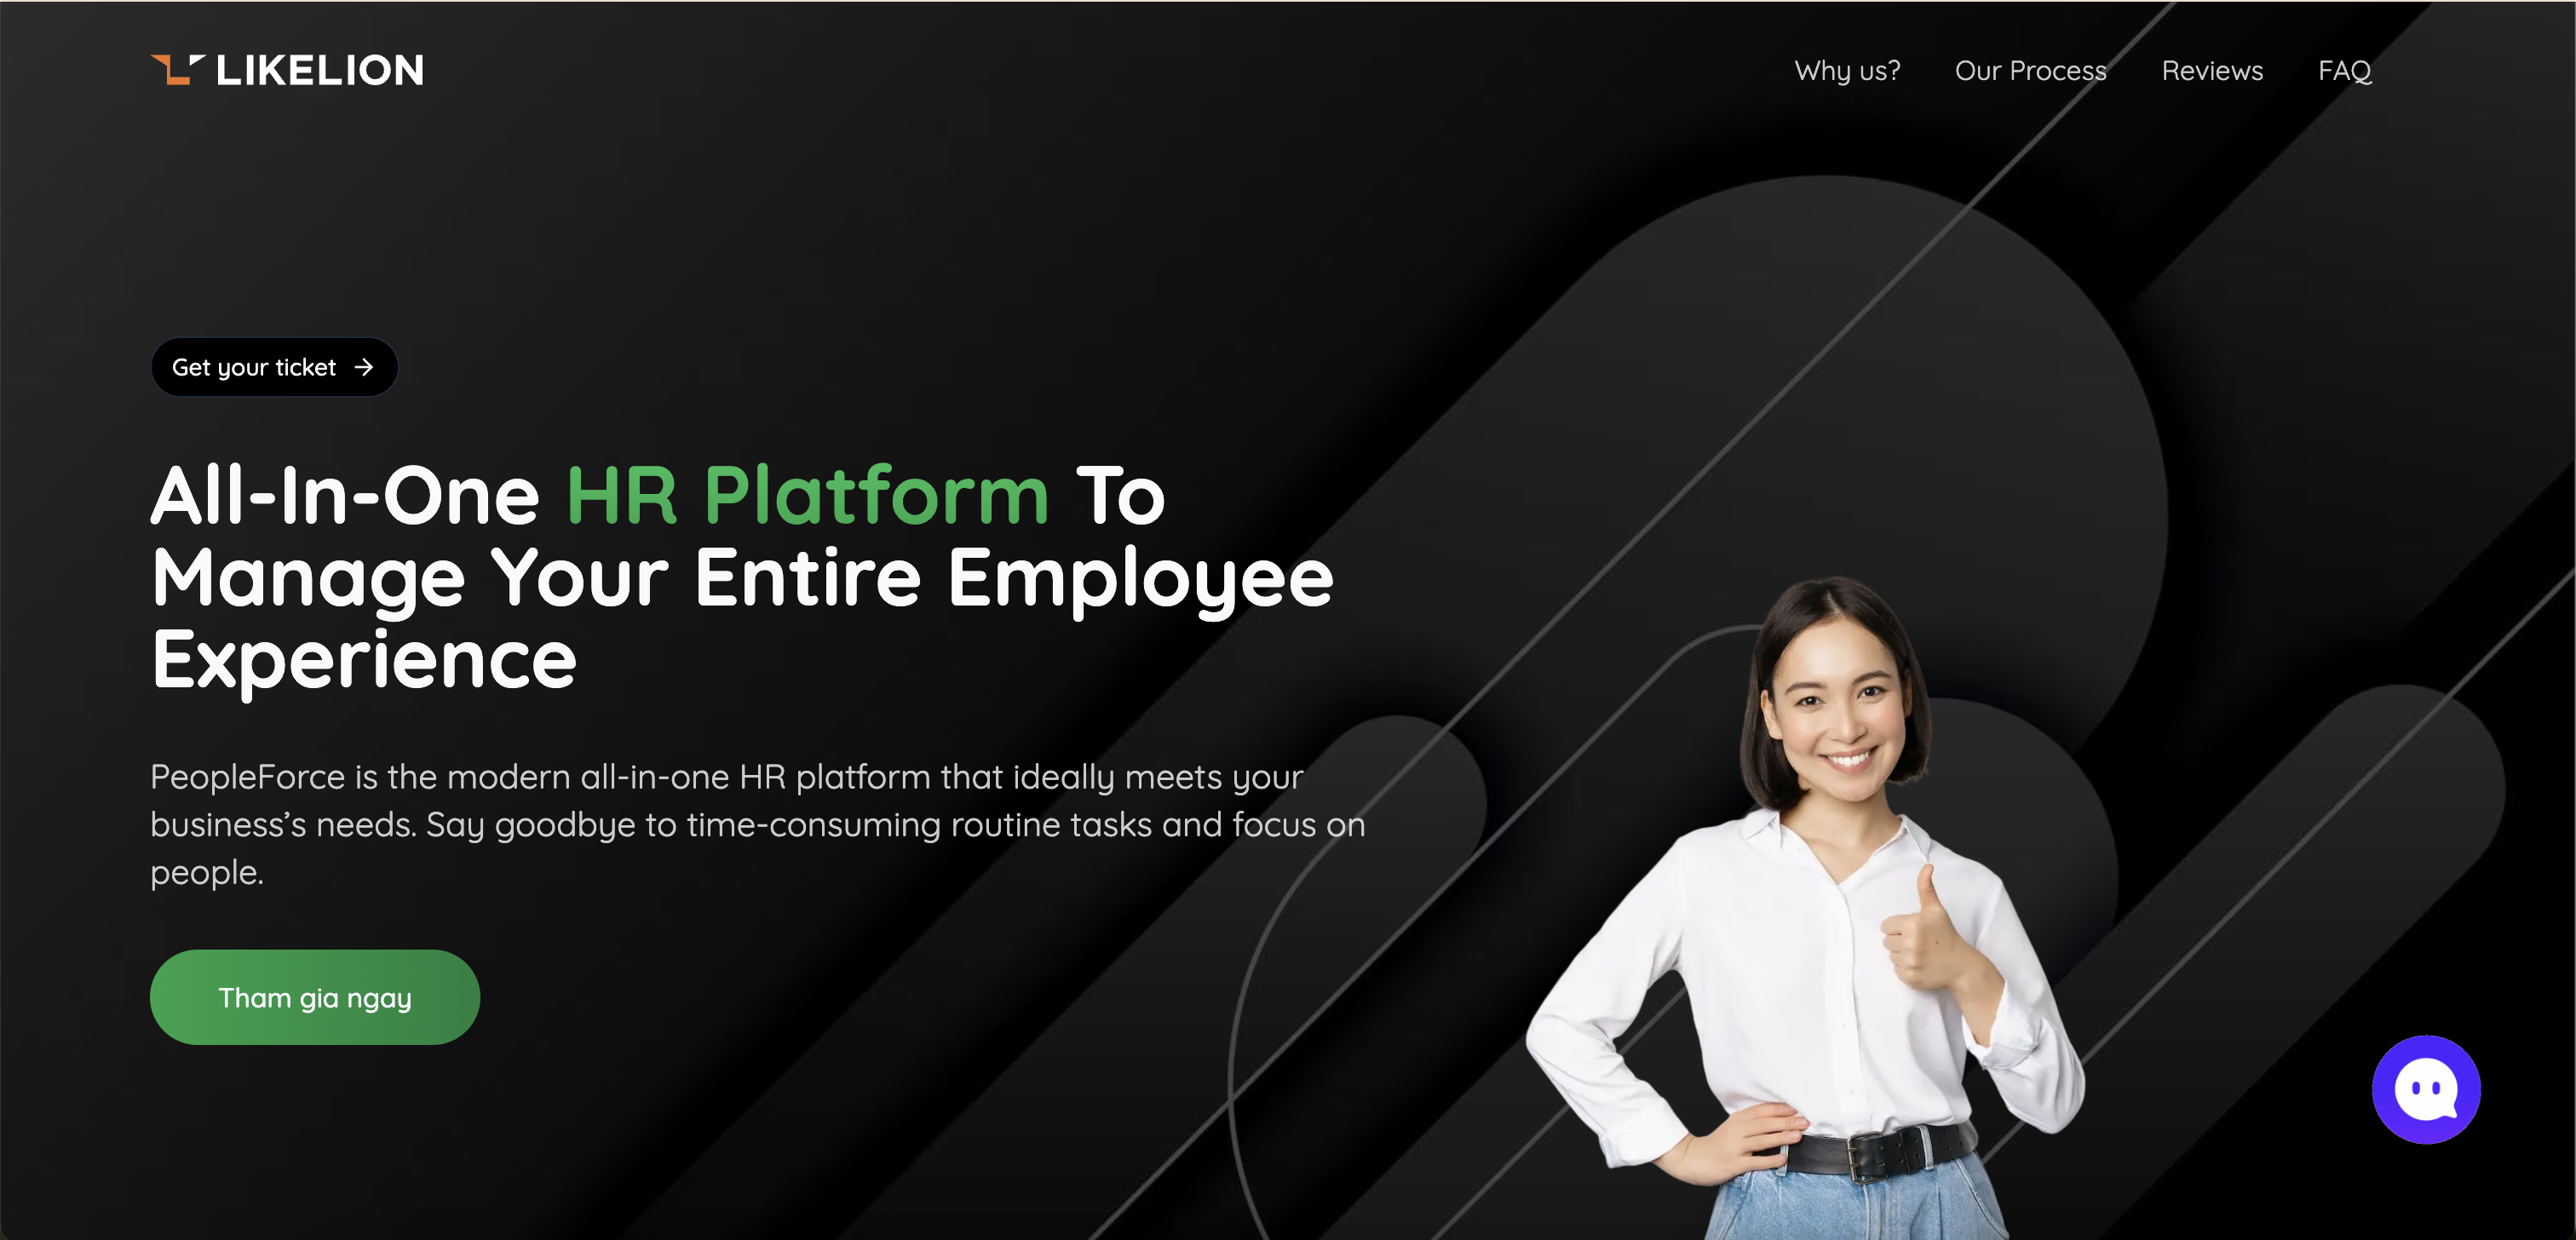 LIKELION
Why us?
Our Process
Reviews
FAQ
Get your ticket
All-In-One HR Platform To
Manage Your Entire Employee
Experience
PeopleForce is the modern all-in-one HR platform that ideally meets your
business’s needs. Say goodbye to time-consuming routine tasks and focus on
people.
Tham gia ngay